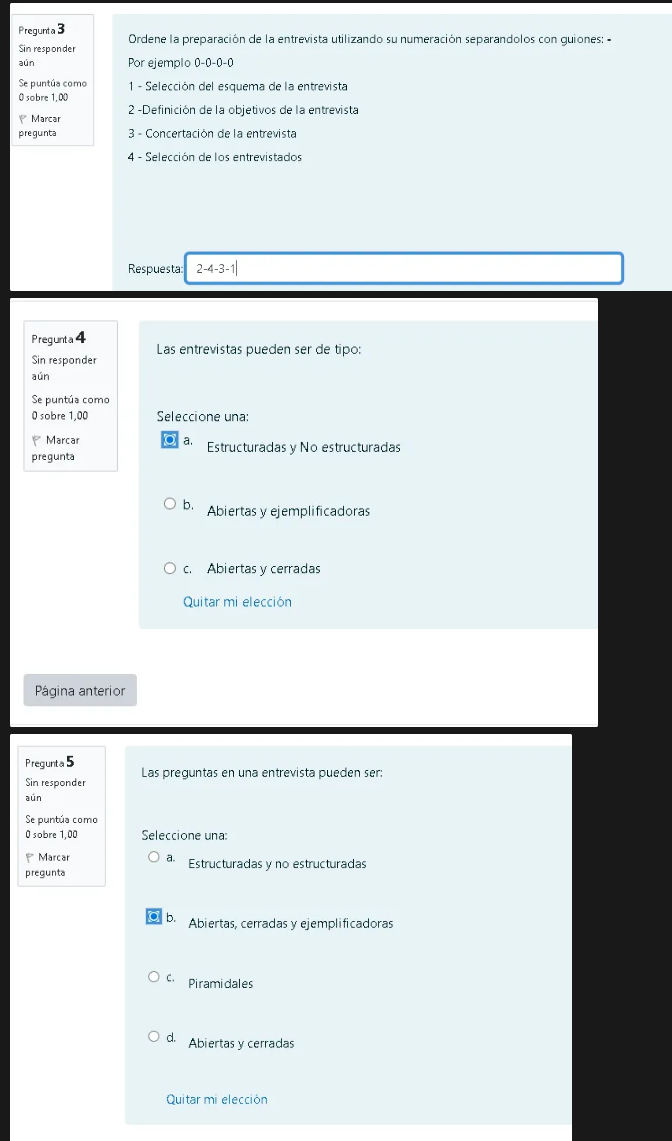 Pregunta 3
Sin responder
aún
Se puntúa como
0 sobre 1,00
Marcar
pregunta
Ordene la preparación de la entrevista utilizando su numeración separandolos con guiones: -
Por ejemplo 0-0-0-0
1 - Selección del esquema de la entrevista
2 -Definición de la objetivos de la entrevista
3 - Concertación de la entrevista
4 - Selección de los entrevistados
Respuesta: 2-4-3-1
Pregunta 4
Sin responder
aún
Se puntúa como
0 sobre 1,00
Marcar
pregunta
Las entrevistas pueden ser de tipo:
Seleccione una:
a. Estructuradas y No estructuradas
b. Abiertas y ejemplificadoras
c. Abiertas y cerradas
Quitar mi elección
Página anterior
Pregunta 5
Sin responder
aún
Se puntúa como
0 sobre 1,00
Marcar
pregunta
Las preguntas en una entrevista pueden ser:
Seleccione una:
a. Estructuradas y no estructuradas
b. Abiertas, cerradas y ejemplificadoras
c. Piramidales
d. Abiertas y cerradas
Quitar mi elección